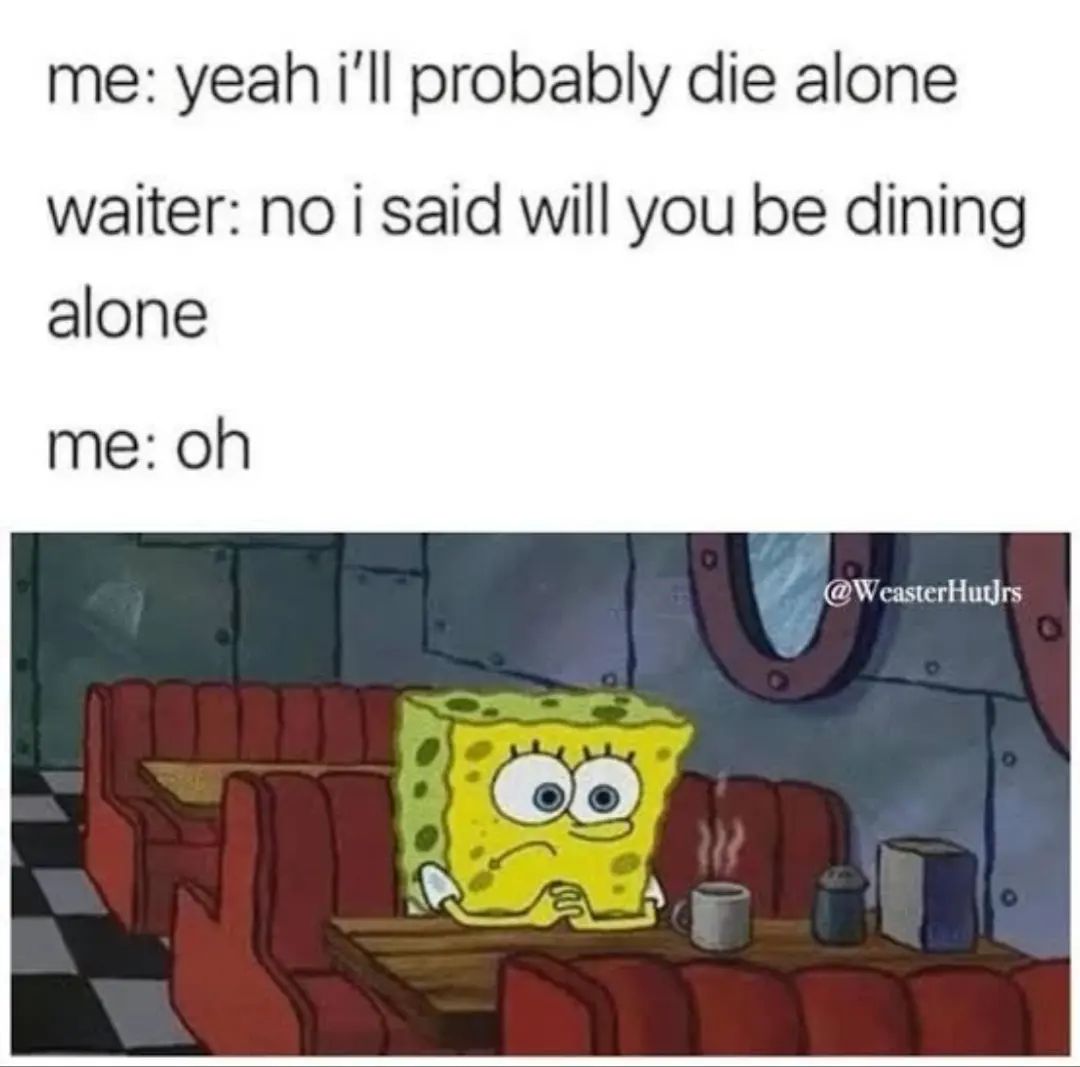 me: yeah i'll probably die alone
waiter: no i said will you be dining
alone
me: oh
@WeasterHutJrs